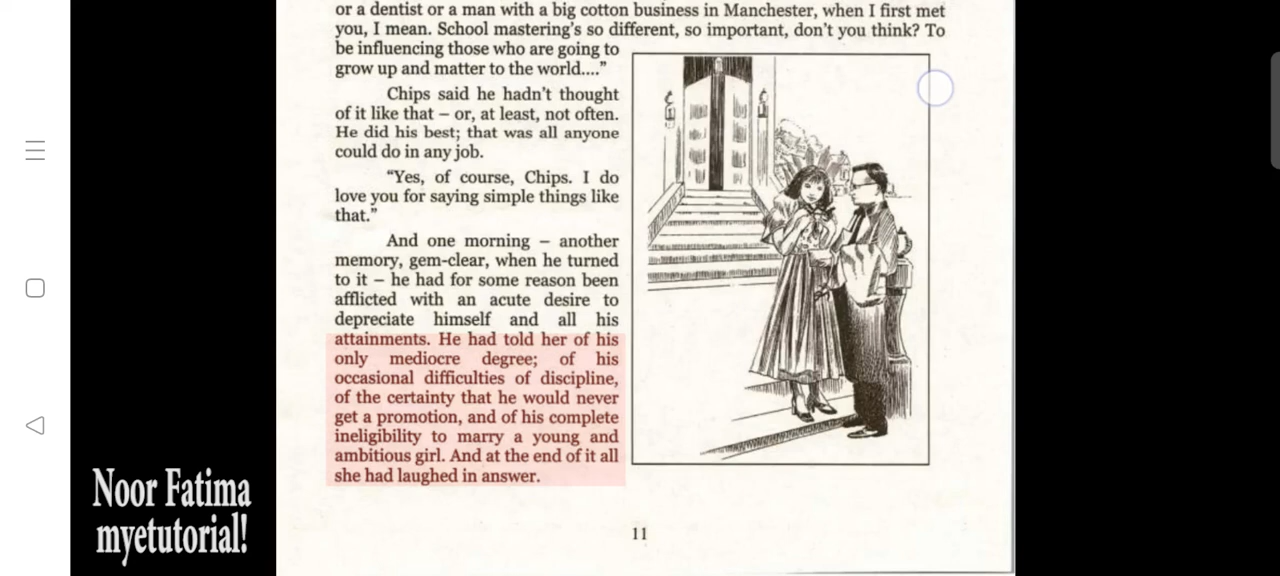 or a dentist or a man with a big cotton business in Manchester, when I first met
you, I mean. School mastering's so different, so important, don't you think? To
be influencing those who are going to
grow up and matter to the world...."
Chips said he hadn't thought
of it like that – or, at least, not often.
He did his best; that was all anyone
could do in any job.
"Yes, of course, Chips. I do
love you for saying simple things like
that."
And one morning – another
memory, gem-clear, when he turned
to it – he had for some reason been
afflicted with an acute desire to
depreciate himself and all his
attainments. He had told her of his
only mediocre degree; of his
occasional difficulties of discipline,
of the certainty that he would never
get a promotion, and of his complete
ineligibility to marry a young and
ambitious girl. And at the end of it all
she had laughed in answer.
11
Noor Fatima
myetutorial!